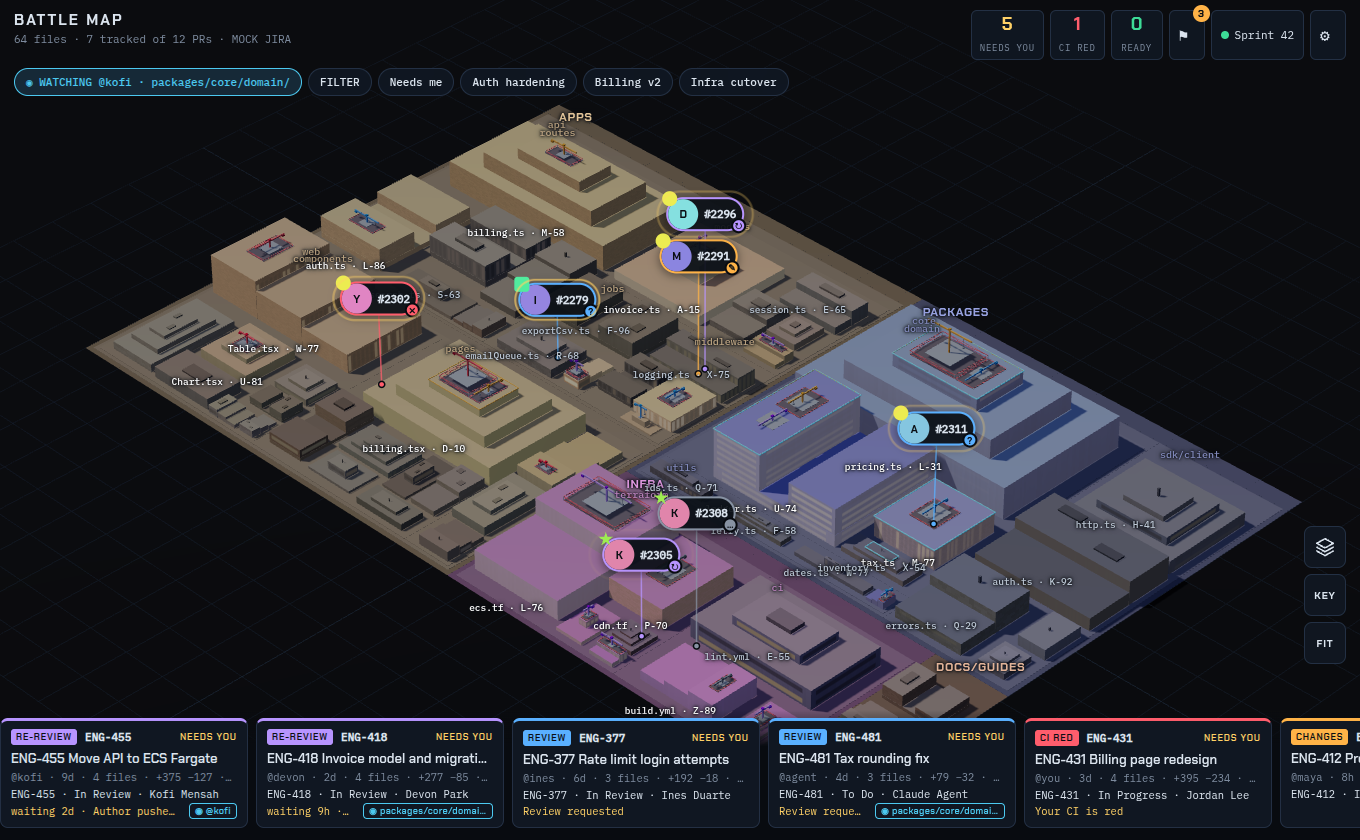 BATTLE MAP
64 files · 7 tracked of 12 PRs · MOCK JIRA
5
NEEDS YOU
1
CI RED
0
READY
3
Sprint 42
WATCHING @kofi · packages/core/domain/
FILTER
Needs me
Auth hardening
Billing v2
Infra cutover
APPS
api
routes
D #2296
billing.ts · M-58
M #2291
web
components
auth.ts · L-86
Y #2302
S-63
I #2279
jobs
invoice.ts · A-15
session.ts · E-65
PACKAGES
core
domain
exportCsv.ts · F-96
middleware
Table.tsx · W-77
pages
emailQueue.ts · R-68
logging.ts · X-75
Chart.tsx · U-81
A #2311
billing.tsx · D-10
sdk/client
utils
pricing.ts · L-31
INFRA
ids.ts · Q-71
terraform
K #2308
r.ts · U-74
http.ts · H-41
retry.ts · F-58
K #2305
tax.ts · M-77
inventory.ts · X-54
dates.ts · W-77
auth.ts · K-92
ci
ecs.tf · L-76
cdn.tf · P-70
errors.ts · Q-29
lint.yml · E-55
DOCS/GUIDES
build.yml · Z-89
KEY
FIT
RE-REVIEW ENG-455 NEEDS YOU
ENG-455 Move API to ECS Fargate
@kofi · 9d · 4 files · +375 -127 ·…
ENG-455 · In Review · Kofi Mensah
waiting 2d · Author pushe… @kofi
RE-REVIEW ENG-418 NEEDS YOU
ENG-418 Invoice model and migrati…
@devon · 2d · 4 files · +277 -85 ·…
ENG-418 · In Review · Devon Park
waiting 9h ·… packages/core/domai…
REVIEW ENG-377 NEEDS YOU
ENG-377 Rate limit login attempts
@ines · 6d · 3 files · +192 -18 · …
ENG-377 · In Review · Ines Duarte
Review requested
REVIEW ENG-481 NEEDS YOU
ENG-481 Tax rounding fix
@agent · 4d · 3 files · +79 -32 · …
ENG-481 · To Do · Claude Agent
Review reque… packages/core/domai…
CI RED ENG-431 NEEDS YOU
ENG-431 Billing page redesign
@you · 3d · 4 files · +395 -234 · …
ENG-431 · In Progress · Jordan Lee
Your CI is red
CHANGES
ENG-412 Pr
@maya · 8h
ENG-412 · I